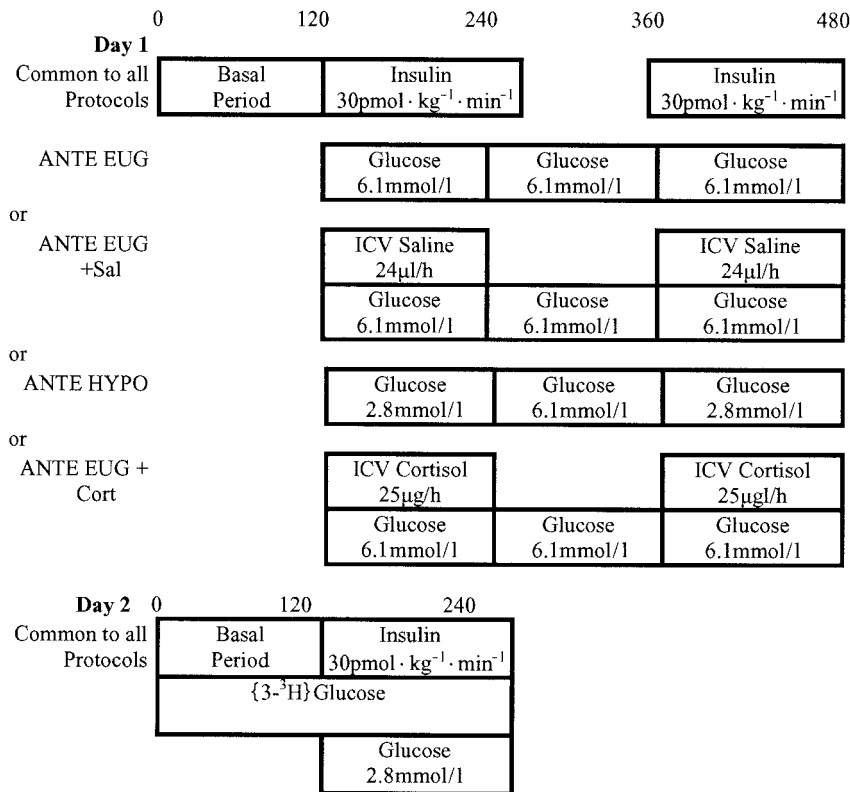 0 120 240 360 480
Day 1
Common to all Protocols
Basal Period
Insulin
30pmol · kg⁻¹ · min⁻¹
Insulin
30pmol · kg⁻¹ · min⁻¹
ANTE EUG
Glucose
6.1mmol/l
Glucose
6.1mmol/l
Glucose
6.1mmol/l
or
ANTE EUG
+Sal
ICV Saline
24µl/h
ICV Saline
24µl/h
Glucose
6.1mmol/l
Glucose
6.1mmol/l
Glucose
6.1mmol/l
or
ANTE HYPO
Glucose
2.8mmol/l
Glucose
6.1mmol/l
Glucose
2.8mmol/l
or
ANTE EUG +
Cort
ICV Cortisol
25µg/h
ICV Cortisol
25µgl/h
Glucose
6.1mmol/l
Glucose
6.1mmol/l
Glucose
6.1mmol/l
Day 2 0 120 240
Common to all
Protocols
Basal
Period
Insulin
30pmol · kg⁻¹ · min⁻¹
{3-³H}Glucose
Glucose
2.8mmol/l